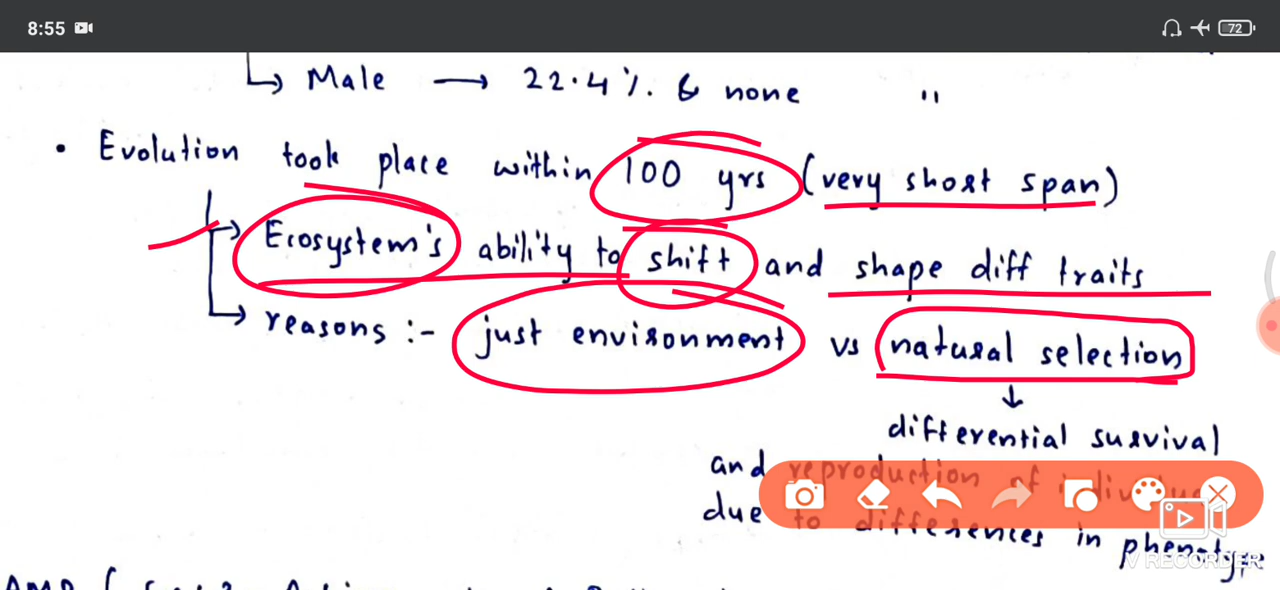 8:55
72
↳ Male → 22.4%. & none "
• Evolution took place within 100 yrs (very short span)
→ Ecosystem's ability to shift and shape diff traits
→ reasons :- just environment vs natural selection
↓
differential survival
and reproduction of
due to differences in phenotype
V RECORDER